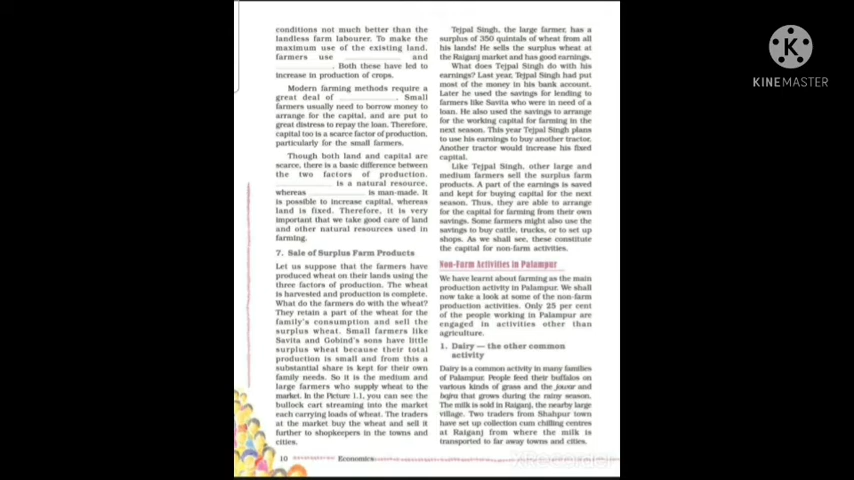 conditions not much better than the
landless farm labourer. To make the
maximum use of the existing land,
farmers use ______________ and
______________. Both these have led to
increase in production of crops.
Modern farming methods require a
great deal of ______________. Small
farmers usually need to borrow money to
arrange for the capital, and are put to
great distress to repay the loan. Therefore,
capital too is a scarce factor of production,
particularly for the small farmers.
Though both land and capital are
scarce, there is a basic difference between
the two factors of production.
______________ is a natural resource,
whereas ______________ is man-made. It
is possible to increase capital, whereas
land is fixed. Therefore, it is very
important that we take good care of land
and other natural resources used in
farming.
7. Sale of Surplus Farm Products
Let us suppose that the farmers have
produced wheat on their lands using the
three factors of production. The wheat
is harvested and production is complete.
What do the farmers do with the wheat?
They retain a part of the wheat for the
family's consumption and sell the
surplus wheat. Small farmers like
Savita and Gobind's sons have little
surplus wheat because their total
production is small and from this a
substantial share is kept for their own
family needs. So it is the medium and
large farmers who supply wheat to the
market. In the Picture 1.1, you can see the
bullock cart streaming into the market
each carrying loads of wheat. The traders
at the market buy the wheat and sell it
further to shopkeepers in the towns and
cities.
10 Economics
Tejpal Singh, the large farmer, has a
surplus of 350 quintals of wheat from all
his lands! He sells the surplus wheat at
the Raiganj market and has good earnings.
What does Tejpal Singh do with his
earnings? Last year, Tejpal Singh had put
most of the money in his bank account.
Later he used the savings for lending to
farmers like Savita who were in need of a
loan. He also used the savings to arrange
for the working capital for farming in the
next season. This year Tejpal Singh plans
to use his earnings to buy another tractor.
Another tractor would increase his fixed
capital.
Like Tejpal Singh, other large and
medium farmers sell the surplus farm
products. A part of the earnings is saved
and kept for buying capital for the next
season. Thus, they are able to arrange
for the capital for farming from their own
savings. Some farmers might also use the
savings to buy cattle, trucks, or to set up
shops. As we shall see, these constitute
the capital for non-farm activities.
Non-Farm Activities in Palampur
We have learnt about farming as the main
production activity in Palampur. We shall
now take a look at some of the non-farm
production activities. Only 25 per cent
of the people working in Palampur are
engaged in activities other than
agriculture.
1. Dairy — the other common
activity
Dairy is a common activity in many families
of Palampur. People feed their buffalos on
various kinds of grass and the jowar and
bajra that grows during the rainy season.
The milk is sold in Raiganj, the nearby large
village. Two traders from Shahpur town
have set up collection cum chilling centres
at Raiganj from where the milk is
transported to far away towns and cities.
K
KINEMASTER
XRecorder